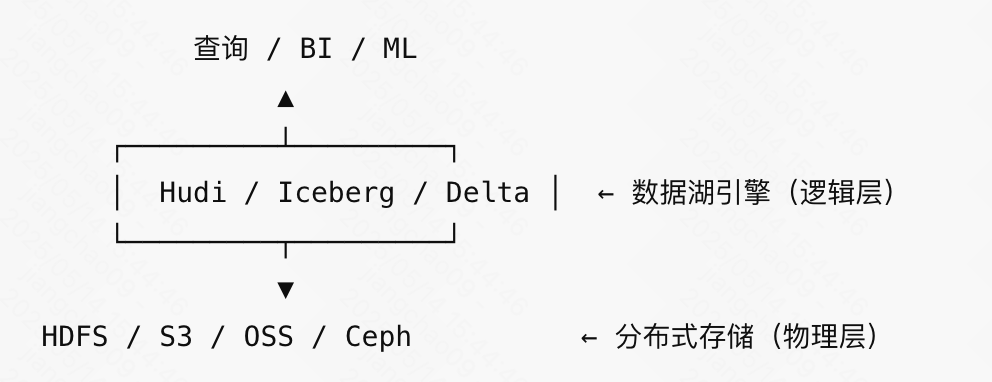 查询 / BI / ML
▲
┌─────────┴─────────┐
│ Hudi / Iceberg / Delta │ ← 数据湖引擎（逻辑层）
└─────────┬─────────┘
▼
HDFS / S3 / OSS / Ceph ← 分布式存储（物理层）